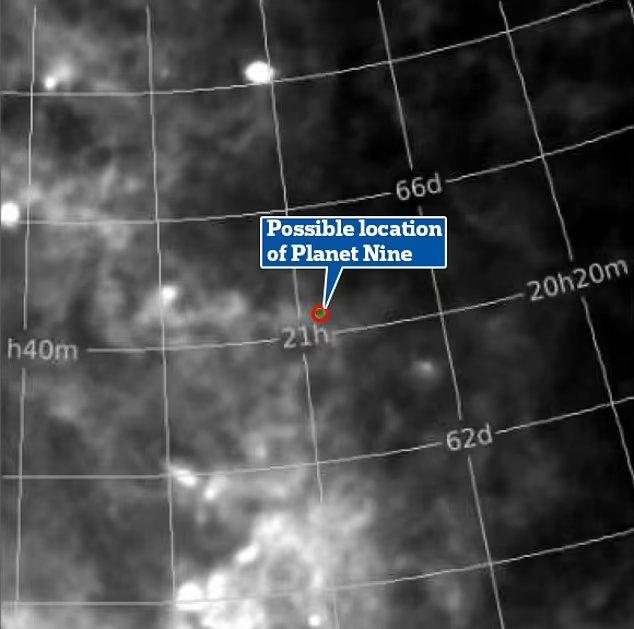 66d
Possible location
of Planet Nine
20h20m
21h
h40m
62d